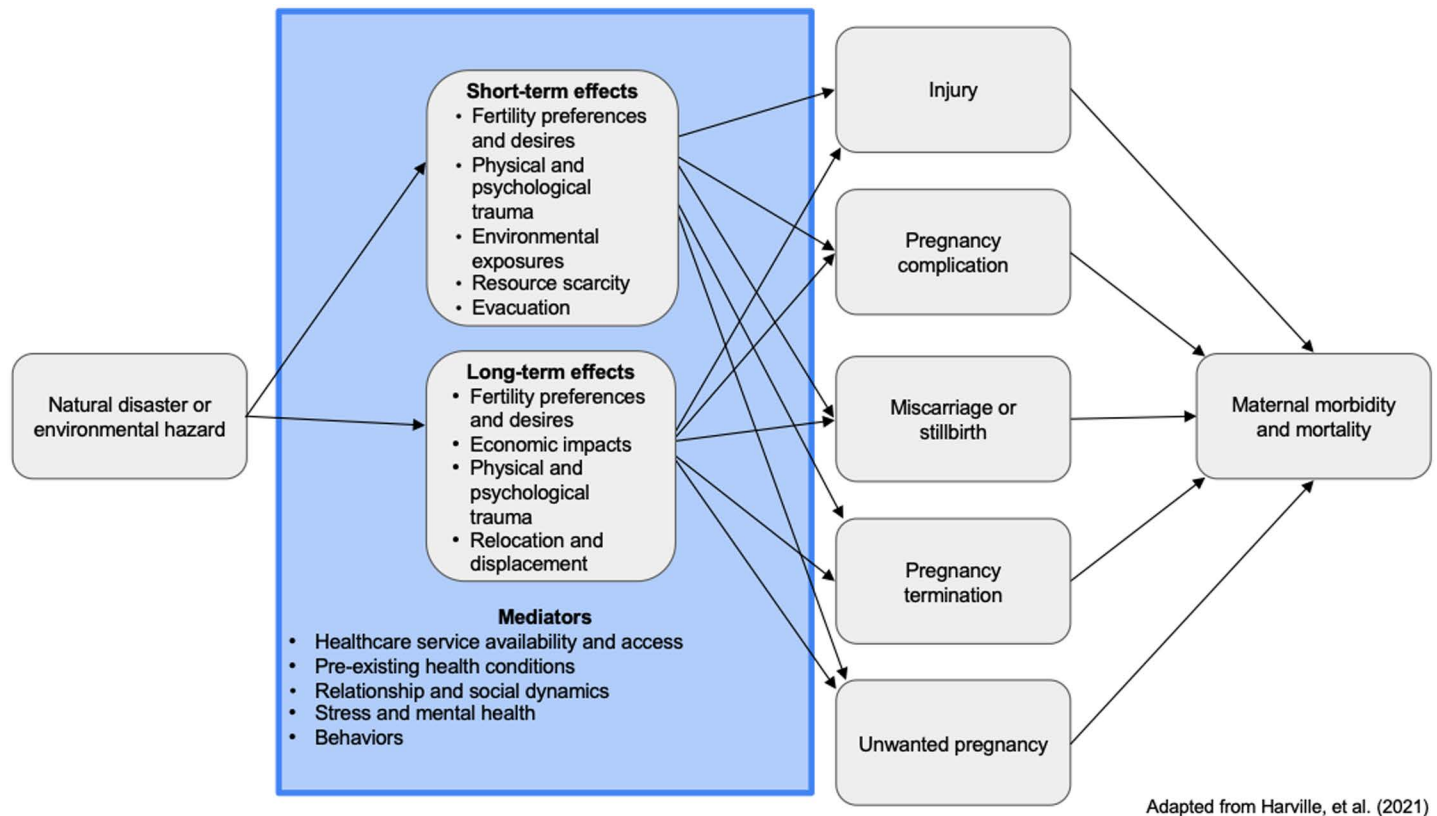 Natural disaster or
environmental hazard
Short-term effects
• Fertility preferences
and desires
• Physical and
psychological
trauma
• Environmental
exposures
• Resource scarcity
• Evacuation
Long-term effects
• Fertility preferences
and desires
• Economic impacts
• Physical and
psychological
trauma
• Relocation and
displacement
Mediators
• Healthcare service availability and access
• Pre-existing health conditions
• Relationship and social dynamics
• Stress and mental health
• Behaviors
Injury
Pregnancy
complication
Miscarriage or
stillbirth
Pregnancy
termination
Unwanted pregnancy
Maternal morbidity
and mortality
Adapted from Harville, et al. (2021)